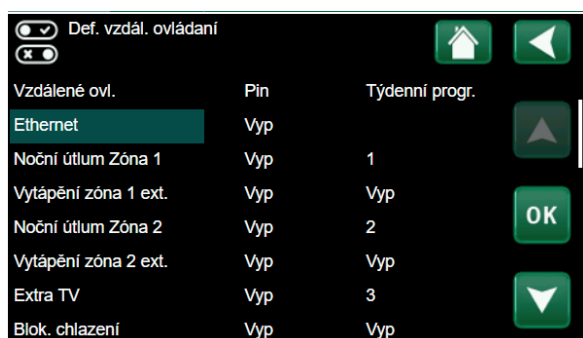 Def. vzdál. ovládaní
Vzdálené ovl. Pin Týdenní progr.
Ethernet Vyp
Noční útlum Zóna 1 Vyp 1
Vytápění zóna 1 ext. Vyp Vyp
Noční útlum Zóna 2 Vyp 2
Vytápění zóna 2 ext. Vyp Vyp
Extra TV Vyp 3
Blok. chlazení Vyp Vyp
OK